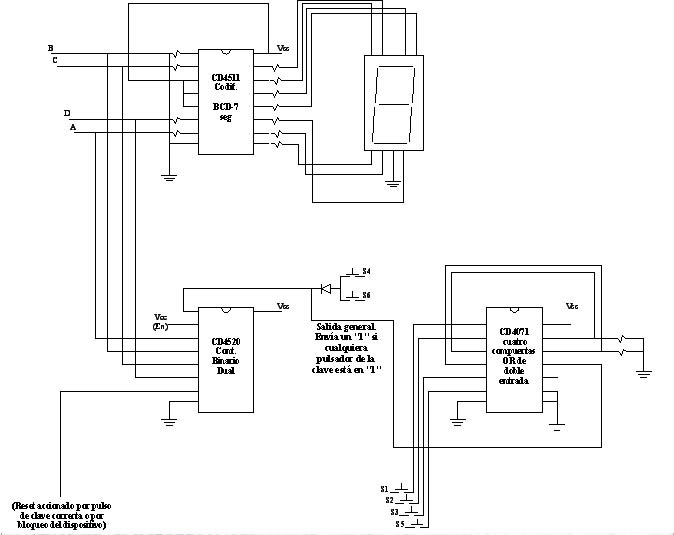 B
C
Vcc
CD4511
Codif.
BCD-7
seg
D
A
S4
S6
Vcc
Vcc
(En)
CD4520
Cont.
Binario
Dual
Salida general.
Envía un "1" si
cualquiera
pulsador de la
clave está en "1"
Vcc
CD4071
cuatro
compuertas
OR de
doble
entrada
S1
S2
S3
S5
(Reset accionado por pulso
de clave correcta o por
bloqueo del dispositivo)